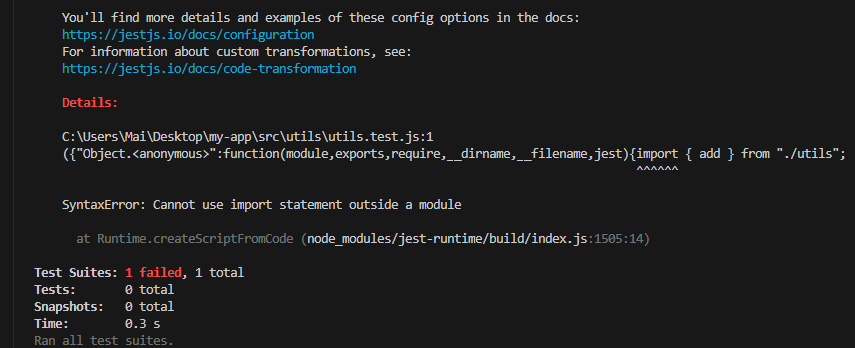 You'll find more details and examples of these config options in the docs:
https://jestjs.io/docs/configuration
For information about custom transformations, see:
https://jestjs.io/docs/code-transformation
Details:
C:\Users\Mai\Desktop\my-app\src\utils\utils.test.js:1
({"Object.<anonymous>":function(module,exports,require,__dirname,__filename,jest){import { add } from "./utils";
^^^^^^
SyntaxError: Cannot use import statement outside a module
at Runtime.createScriptFromCode (node_modules/jest-runtime/build/index.js:1505:14)
Test Suites: 1 failed, 1 total
Tests: 0 total
Snapshots: 0 total
Time: 0.3 s
Ran all test suites.